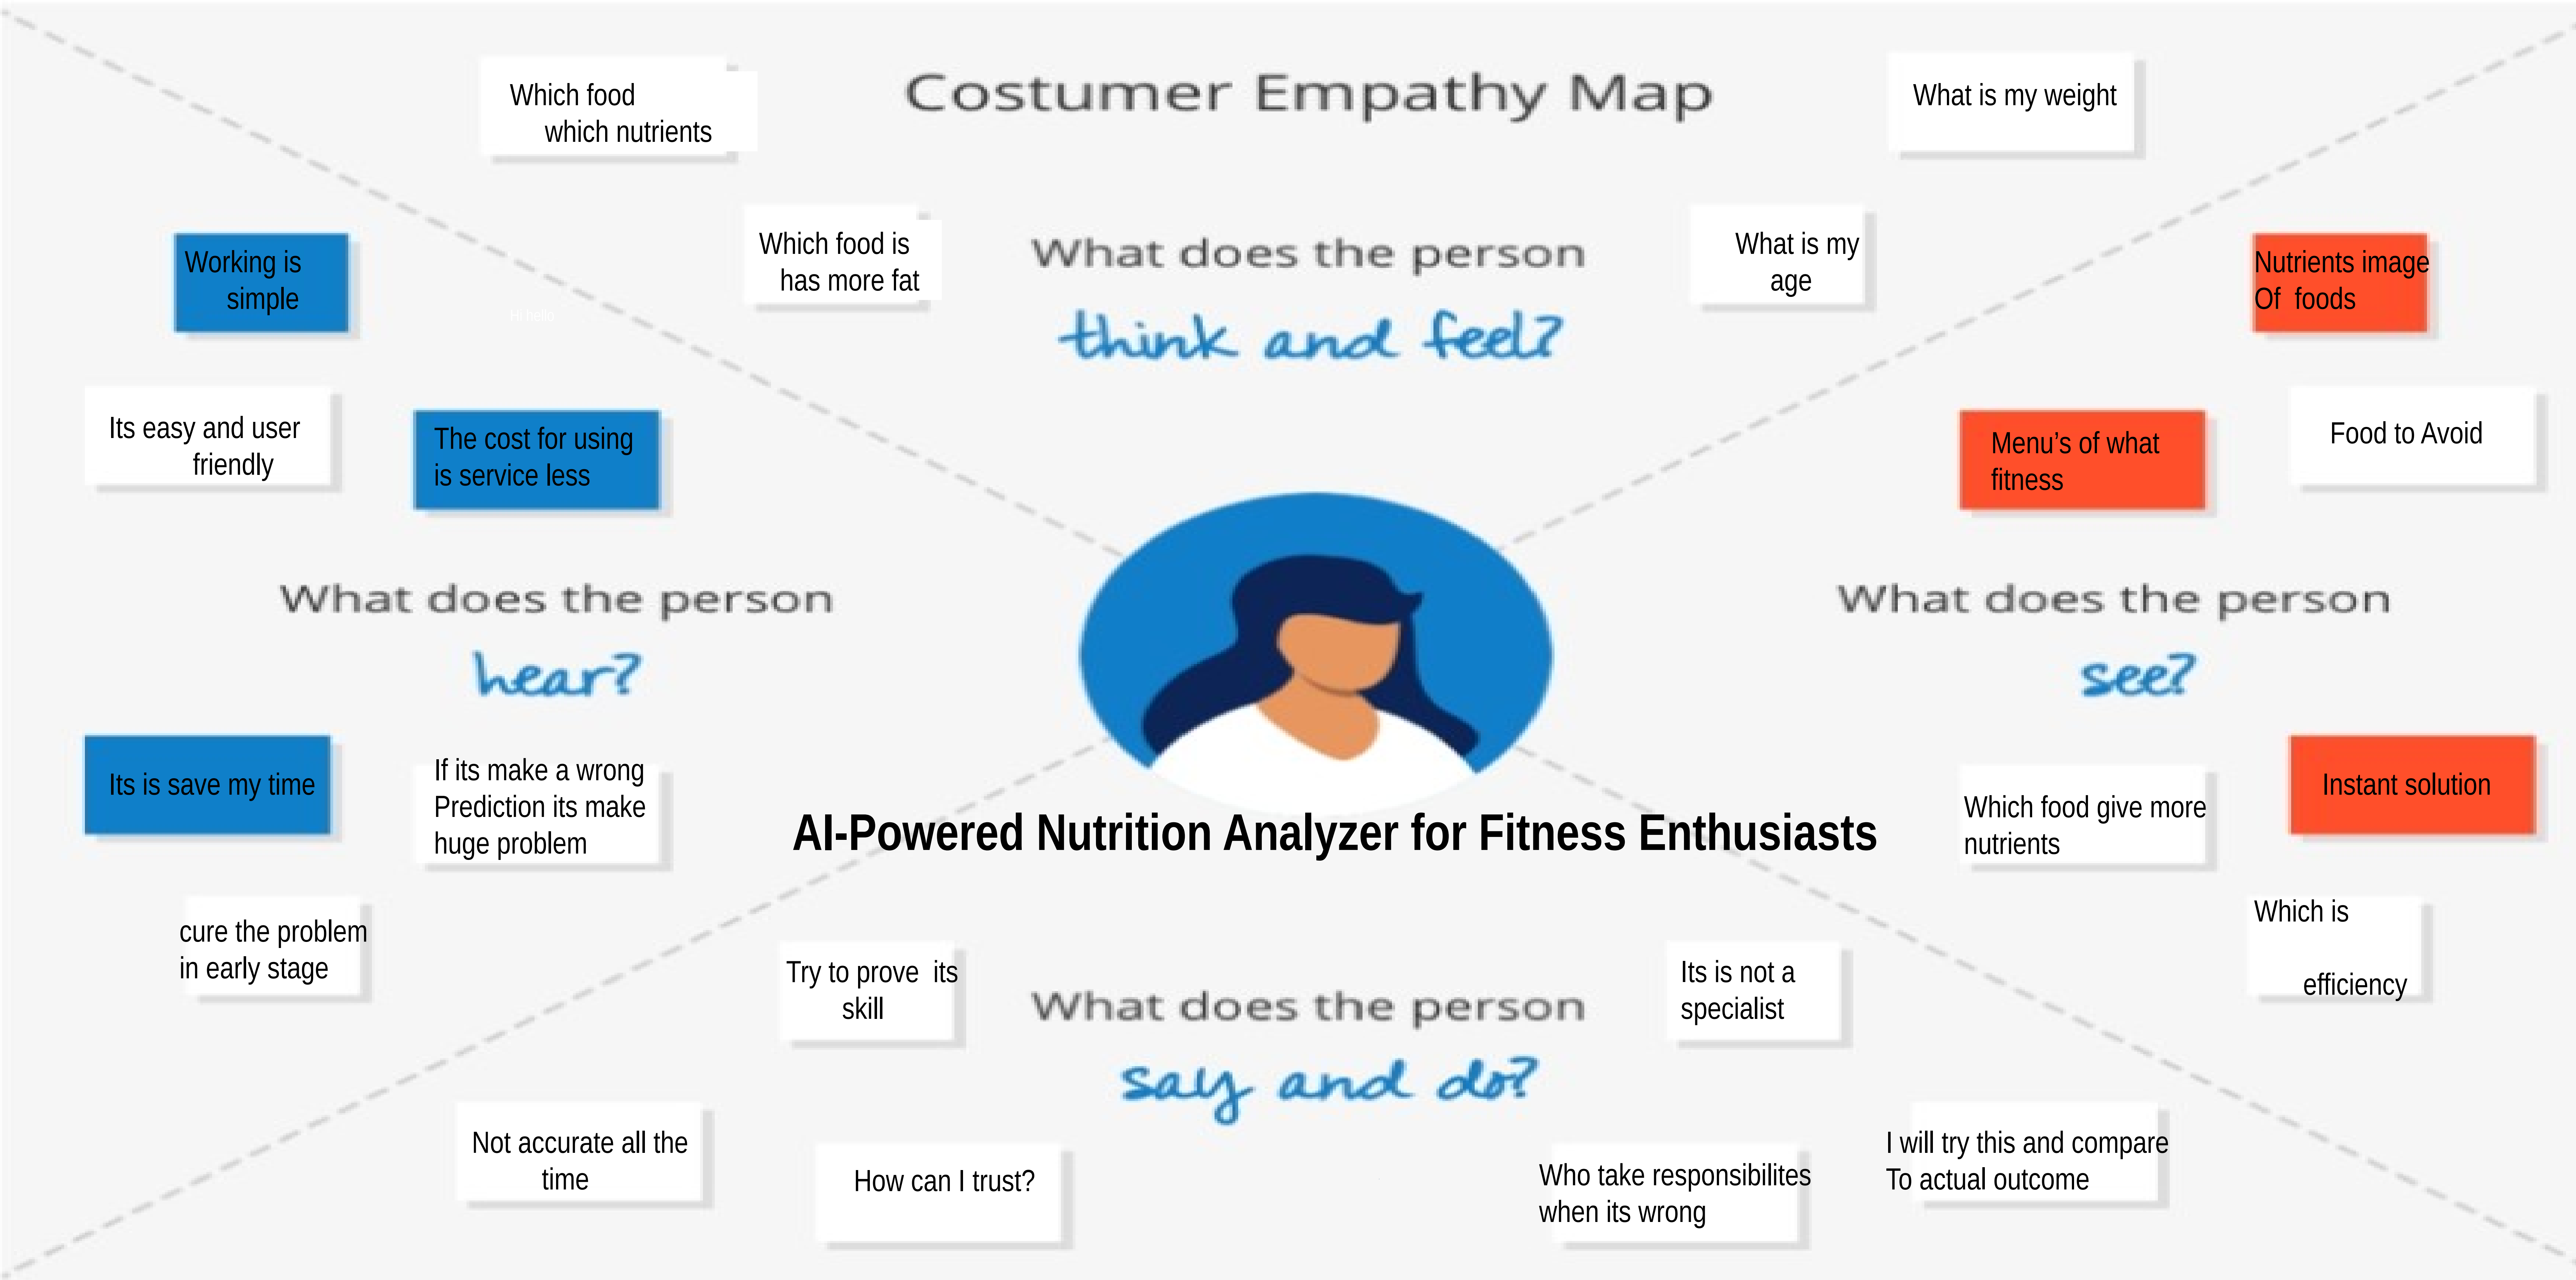 Costumer Empathy Map
Which food
which nutrients
What is my weight
Which food is
has more fat
What does the person
think and feel?
What is my
age
Working is
simple
Hi hello
Its easy and user
friendly
The cost for using
is service less
What does the person
hear?
Its is save my time
If its make a wrong
Prediction its make
huge problem
cure the problem
in early stage
Nutrients image
Of foods
Menu’s of what
fitness
Food to Avoid
What does the person
see?
Which food give more
nutrients
Instant solution
Which is
efficiency
AI-Powered Nutrition Analyzer for Fitness Enthusiasts
Try to prove its
skill
What does the person
say and do?
Its is not a
specialist
Not accurate all the
time
How can I trust?
Who take responsibilites
when its wrong
I will try this and compare
To actual outcome